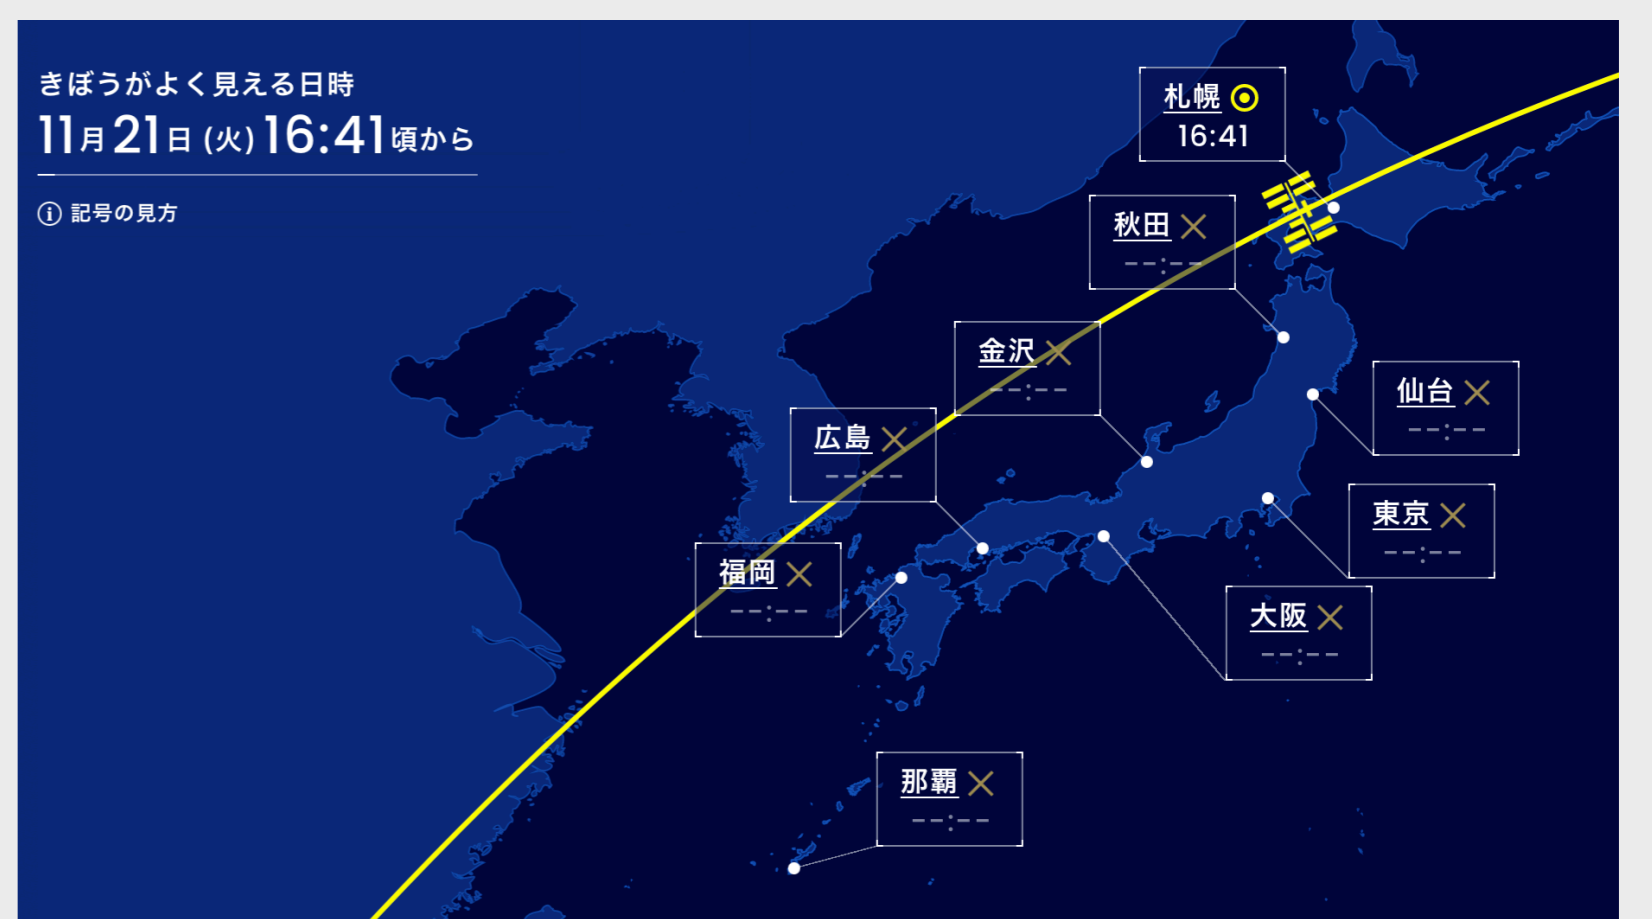 きぼうがよく見える日時
11月21日(火)16:41頃から
i 記号の見方
札幌 ◎
16:41
秋田 ×
--:--
金沢 ×
--:--
仙台 ×
--:--
広島 ×
--:--
東京 ×
--:--
福岡 ×
--:--
大阪 ×
--:--
那覇 ×
--:--